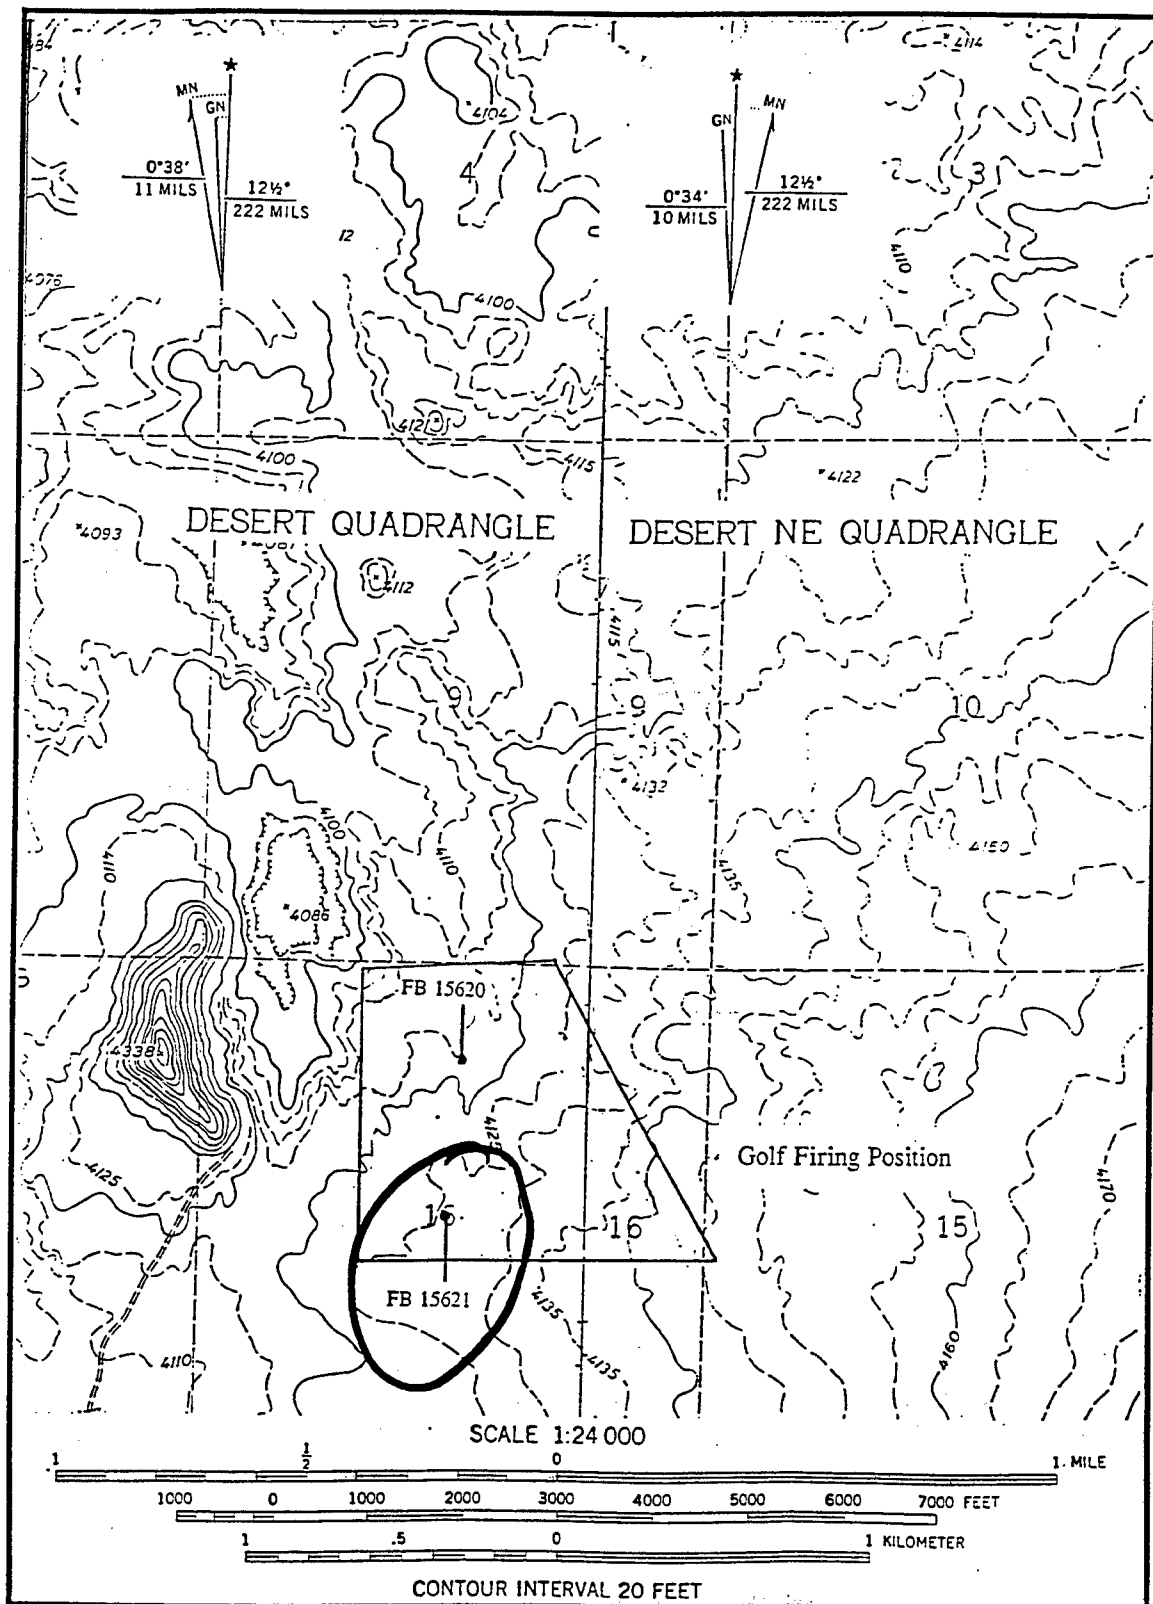 4114
MN
GN
GN
MN
4104
4
3
0°38'
11 MILS
12½°
222 MILS
0°34'
10 MILS
12½°
222 MILS
12
4110
4076
4100
4121
4100
4115
4122
DESERT QUADRANGLE
DESERT NE QUADRANGLE
4093
4112
4115
9
9
10
4132
4100
4110
4110
4135
4086
FB 15620
4338
4125
4125
Golf Firing Position
4170
16
15
FB 15621
4135
4135
4110
4160
SCALE 1:24 000
1
½
0
1 MILE
1000
0
1000
2000
3000
4000
5000
6000
7000 FEET
1
.5
0
1 KILOMETER
CONTOUR INTERVAL 20 FEET